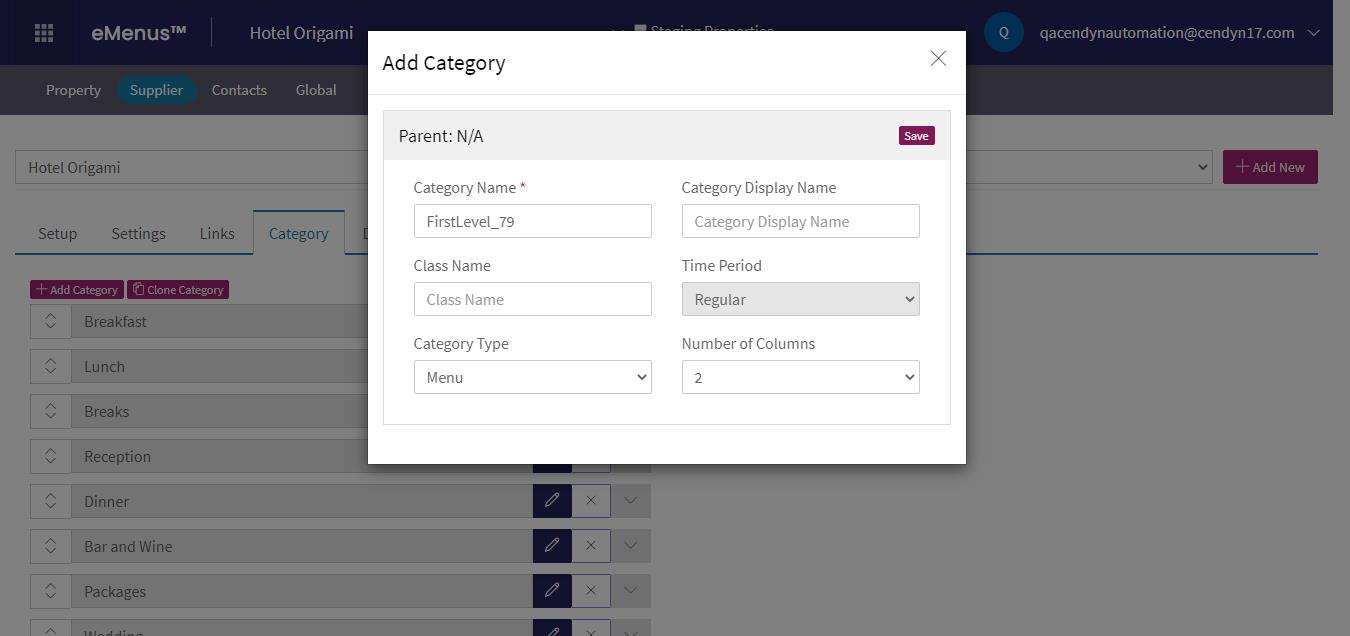 eMenus™
Hotel Origami
Staging Properties
Q
qacendynautomation@cendyn17.com
Property
Supplier
Contacts
Global
Hotel Origami
Add New
Setup
Settings
Links
Category
Add Category
Clone Category
Breakfast
Lunch
Breaks
Reception
Dinner
Bar and Wine
Packages
Wedding
Add Category
Parent: N/A
Save
Category Name *
Category Display Name
FirstLevel_79
Category Display Name
Class Name
Time Period
Class Name
Regular
Category Type
Number of Columns
Menu
2